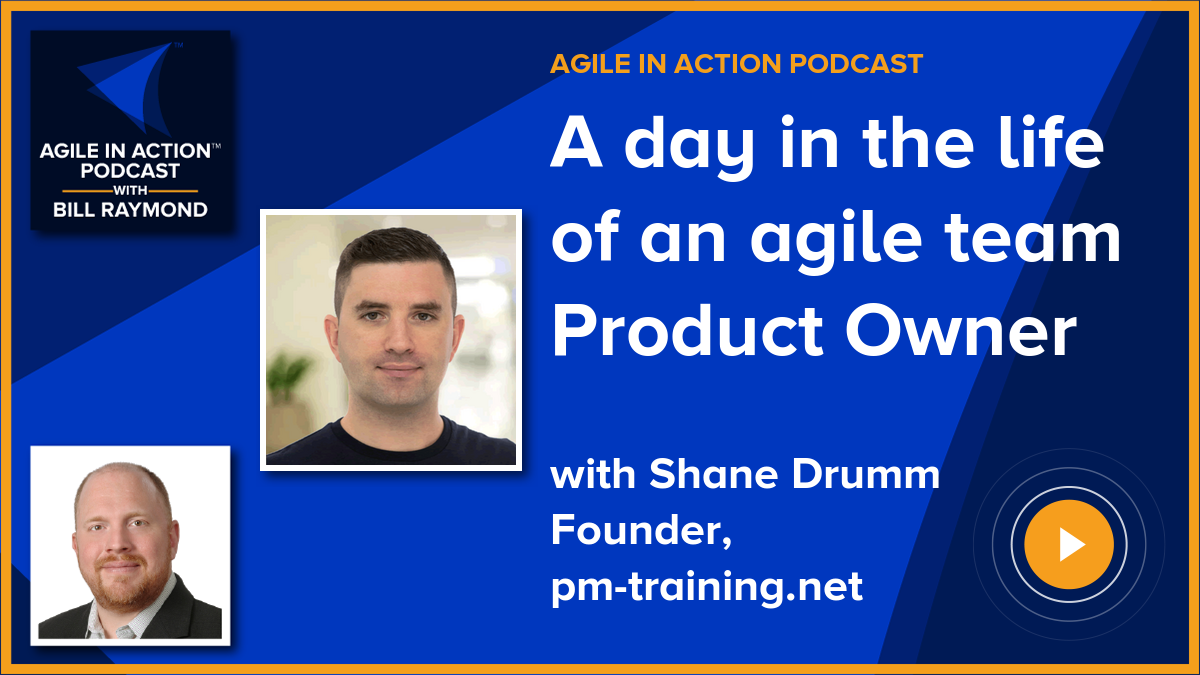 AGILE IN ACTION™
PODCAST
WITH
BILL RAYMOND
AGILE IN ACTION PODCAST
A day in the life
of an agile team
Product Owner
with Shane Drumm
Founder,
pm-training.net